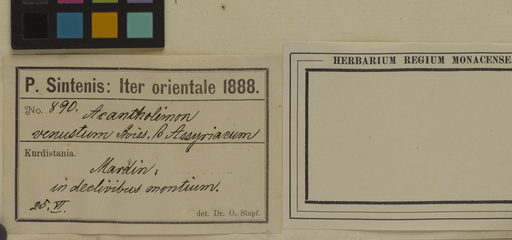 P. Sintenis: Iter orientale 1888.
No. 890. Acantholimon
venustum Boiss. β Assyriacum
Kurdistania.
Mardin,
in declivibus montium.
25. VI.
det. Dr. O. Stapf.
HERBARIUM REGIUM MONACENSE